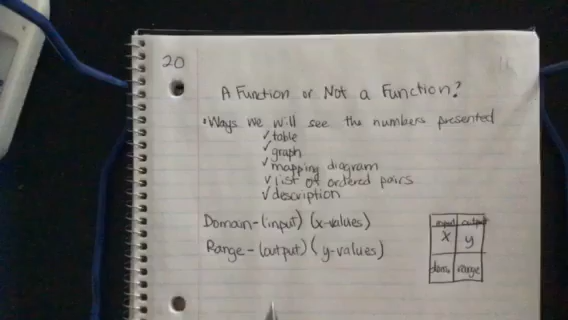 20
A Function or Not a Function?
• Ways we will see the numbers presented
✓ table
✓ graph
✓ mapping diagram
✓ list of ordered pairs
✓ description
Domain - (input) (x-values)
Range - (output) (y-values)
input output
x y
dom. range